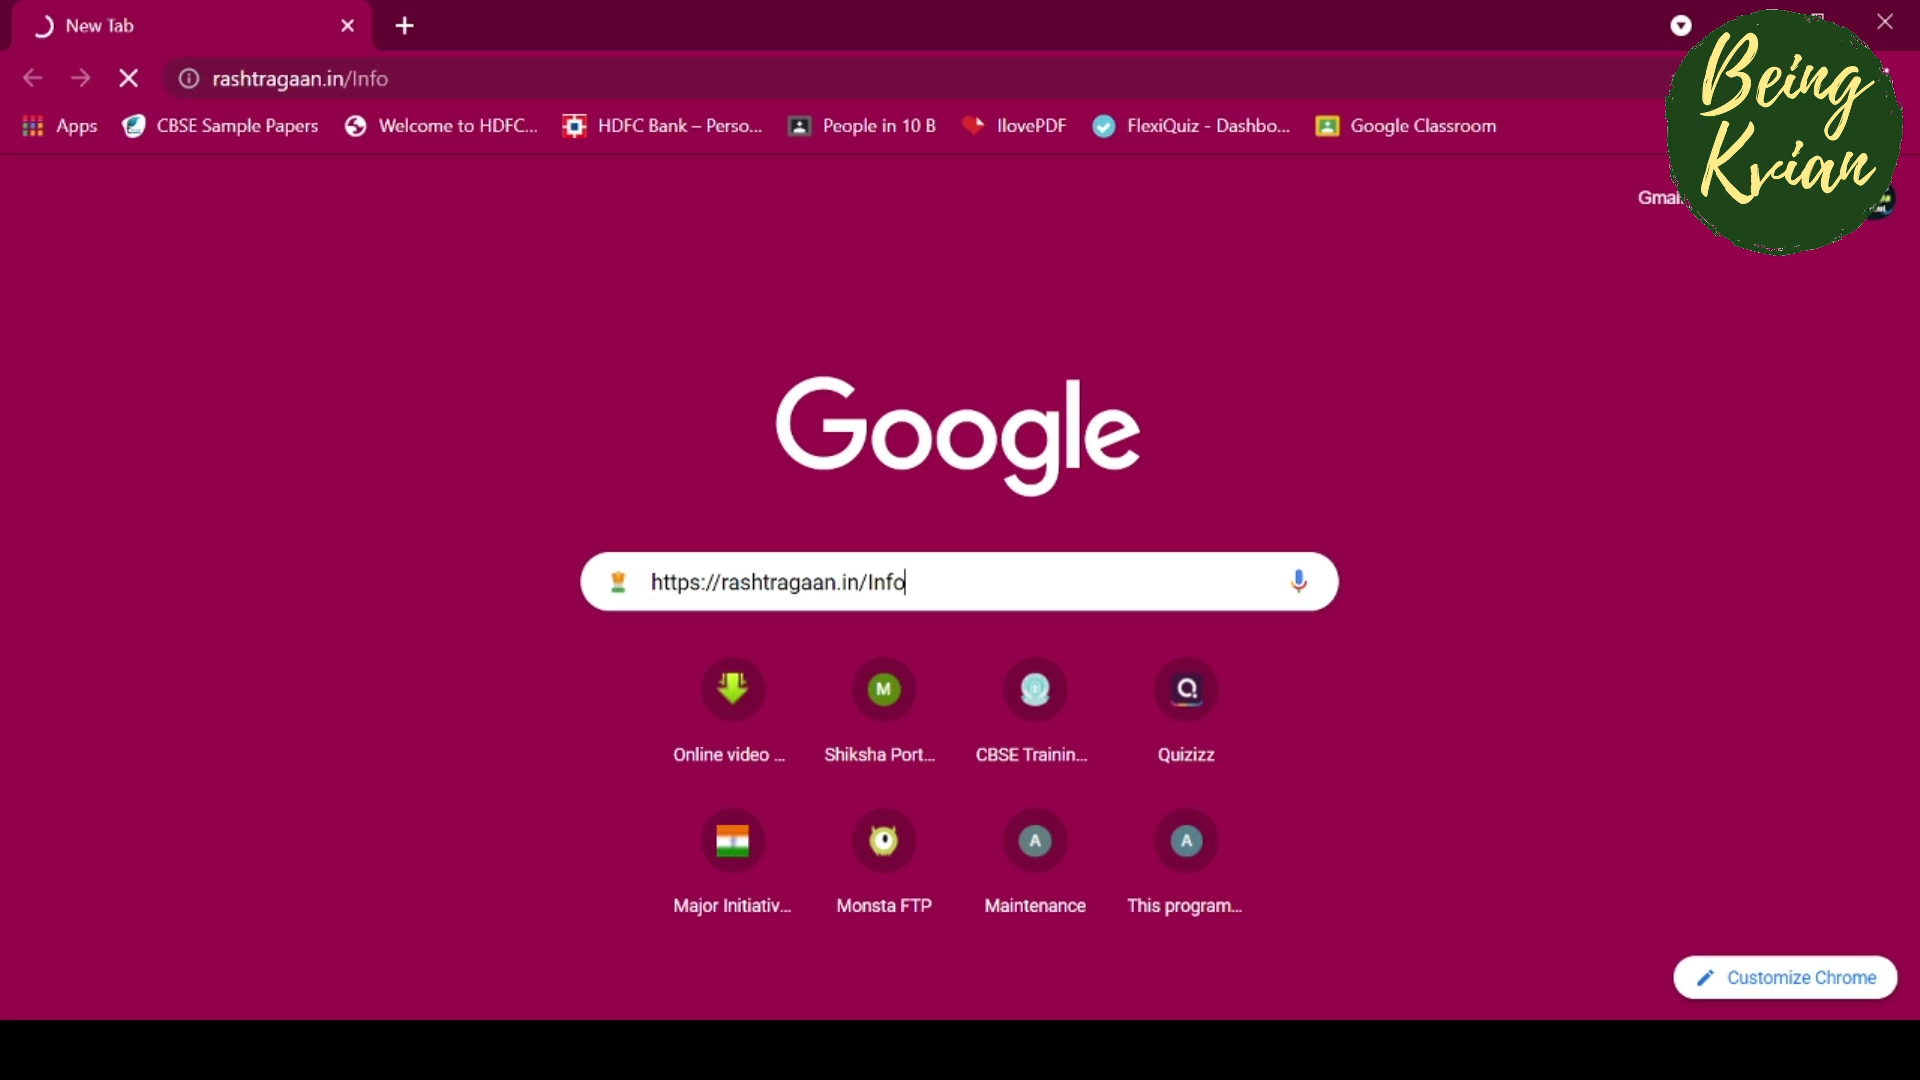 New Tab
rashtragaan.in/Info
Apps
CBSE Sample Papers
Welcome to HDFC...
HDFC Bank – Perso...
People in 10 B
IlovePDF
FlexiQuiz - Dashbo...
Google Classroom
Being
Kvian
Gmail
Google
https://rashtragaan.in/Info
Online video ...
M
Shiksha Port...
CBSE Trainin...
Quizizz
Major Initiativ...
Monsta FTP
A
Maintenance
A
This program...
Customize Chrome